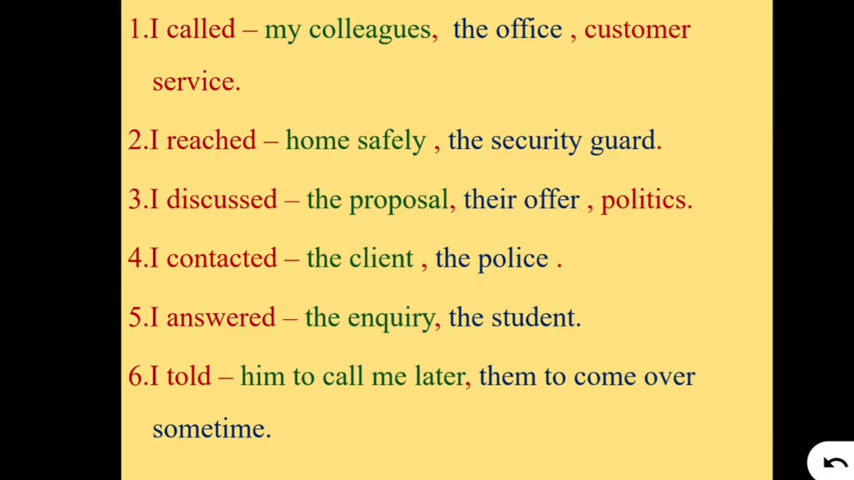 1.I called – my colleagues, the office , customer
service.
2.I reached – home safely , the security guard.
3.I discussed – the proposal, their offer , politics.
4.I contacted – the client , the police .
5.I answered – the enquiry, the student.
6.I told – him to call me later, them to come over
sometime.